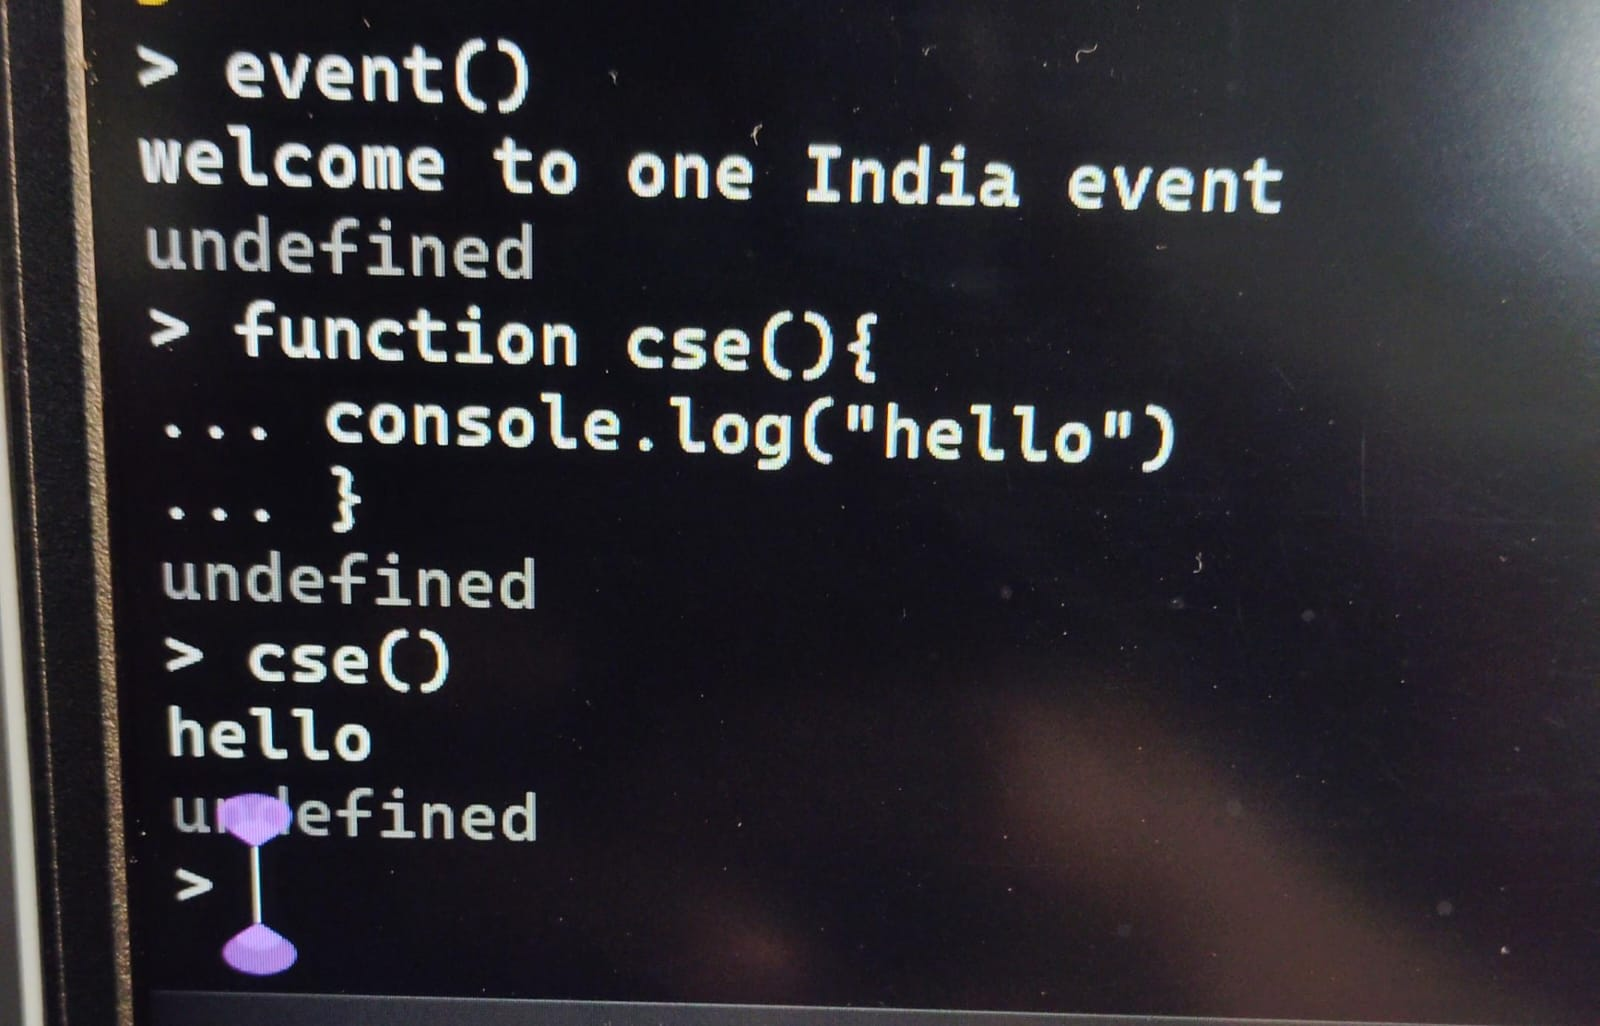 > event()
welcome to one India event
undefined
> function cse(){
... console.log("hello")
... }
undefined
> cse()
hello
undefined
>